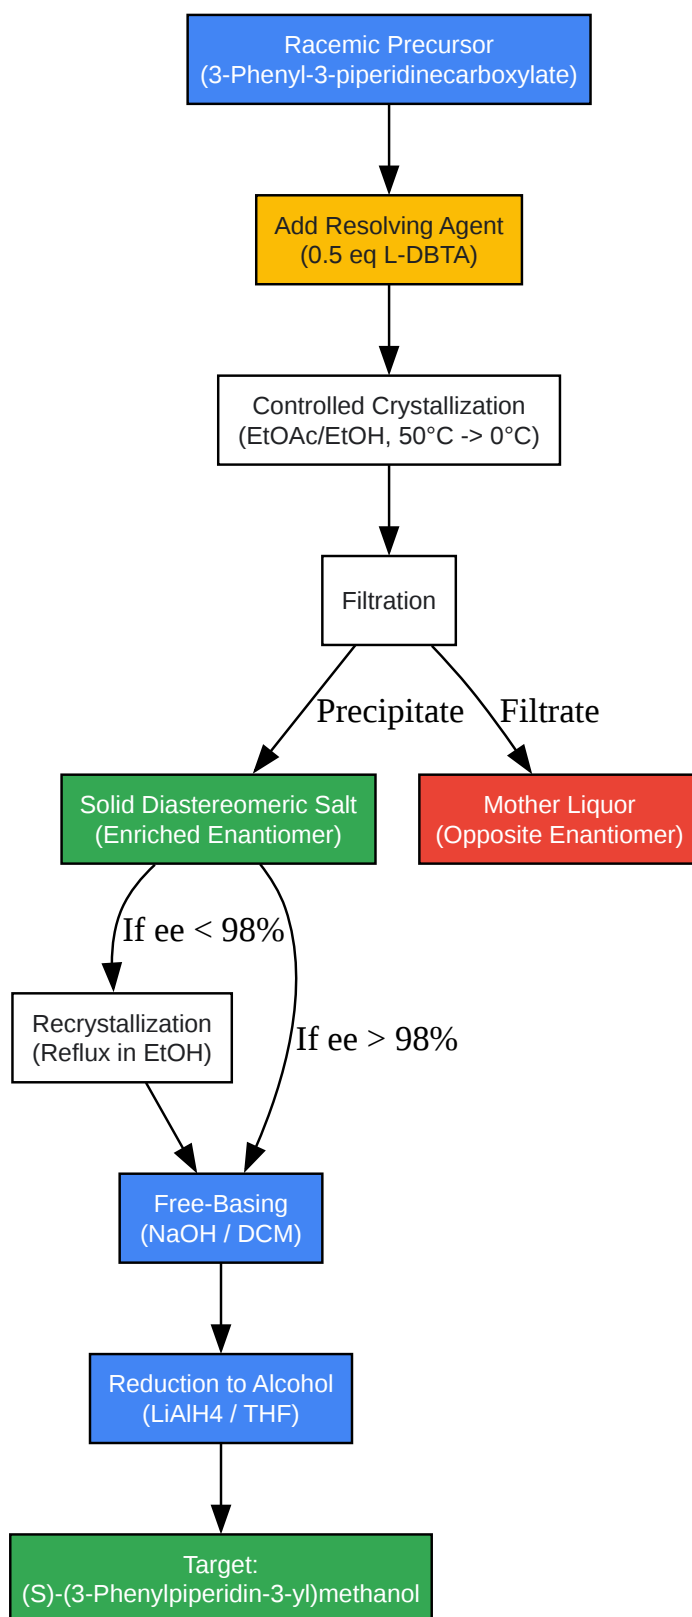 Racemic Precursor
(3-Phenyl-3-piperidinecarboxylate)
Add Resolving Agent
(0.5 eq L-DBTA)
Controlled Crystallization
(EtOAc/EtOH, 50°C -> 0°C)
Filtration
Precipitate
Filtrate
Solid Diastereomeric Salt
(Enriched Enantiomer)
Mother Liquor
(Opposite Enantiomer)
If ee < 98%
Recrystallization
(Reflux in EtOH)
If ee > 98%
Free-Basing
(NaOH / DCM)
Reduction to Alcohol
(LiAlH4 / THF)
Target:
(S)-(3-Phenylpiperidin-3-yl)methanol